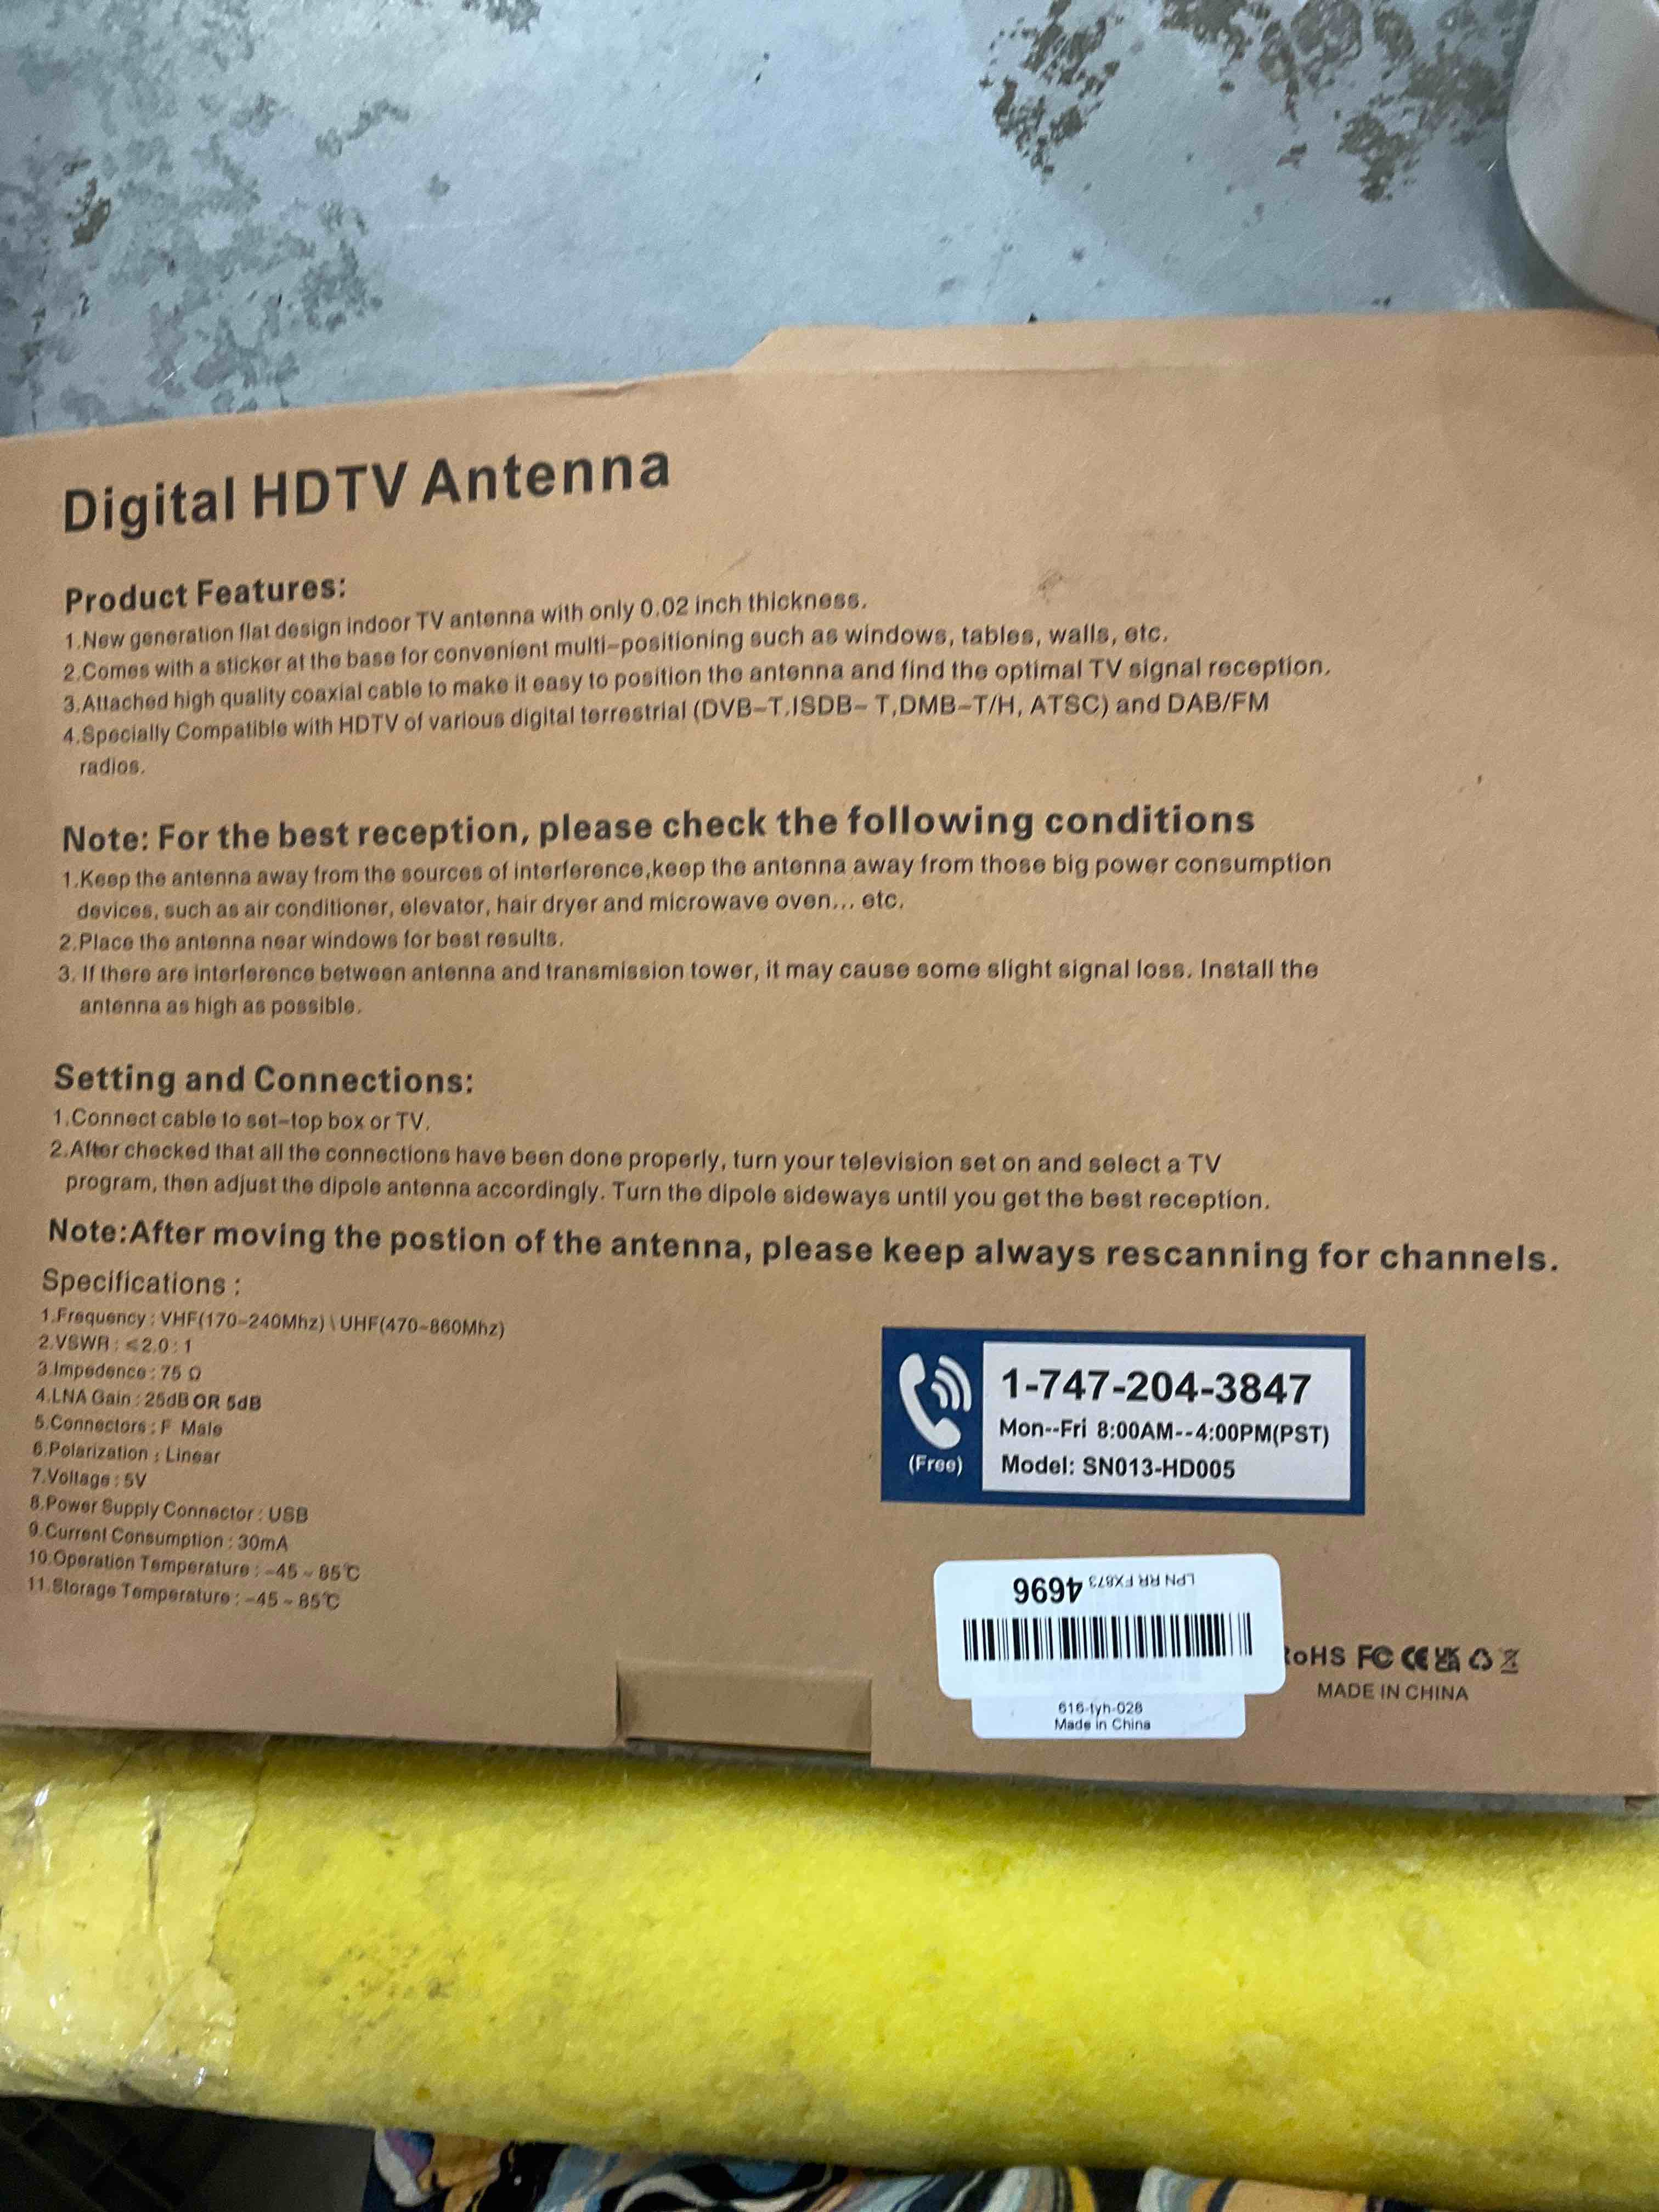 Digital HDTV Antenna
Product Features:
1.New generation flat design indoor TV antenna with only 0.02 inch thickness.
2.Comes with a sticker at the base for convenient multi-positioning such as windows, tables, walls, etc.
3.Attached high quality coaxial cable to make it easy to position the antenna and find the optimal TV signal reception.
4.Specially Compatible with HDTV of various digital terrestrial (DVB-T.ISDB- T,DMB-T/H, ATSC) and DAB/FM
radios.
Note: For the best reception, please check the following conditions
1.Keep the antenna away from the sources of interference,keep the antenna away from those big power consumption
devices, such as air conditioner, elevator, hair dryer and microwave oven... etc.
2.Place the antenna near windows for best results.
3. If there are interference between antenna and transmission tower, it may cause some slight signal loss. Install the
antenna as high as possible.
Setting and Connections:
1.Connect cable to set-top box or TV.
2.After checked that all the connections have been done properly, turn your television set on and select a TV
program, then adjust the dipole antenna accordingly. Turn the dipole sideways until you get the best reception.
Note:After moving the postion of the antenna, please keep always rescanning for channels.
Specifications :
1.Frequency : VHF(170-240Mhz) \ UHF(470-860Mhz)
2.VSWR : ≤2.0 : 1
3.Impedence : 75 Ω
4.LNA Gain : 25dB OR 5dB
5.Connectors : F Male
6.Polarization : Linear
7.Voltage : 5V
8.Power Supply Connector : USB
9.Current Consumption : 30mA
10.Operation Temperature : -45 ~ 85℃
11.Storage Temperature : -45 ~ 85℃
1-747-204-3847
Mon--Fri 8:00AM--4:00PM(PST)
(Free)
Model: SN013-HD005
LPN RR FX873 4696
RoHS FC CE UK CA
MADE IN CHINA
616-tyh-028
Made in China